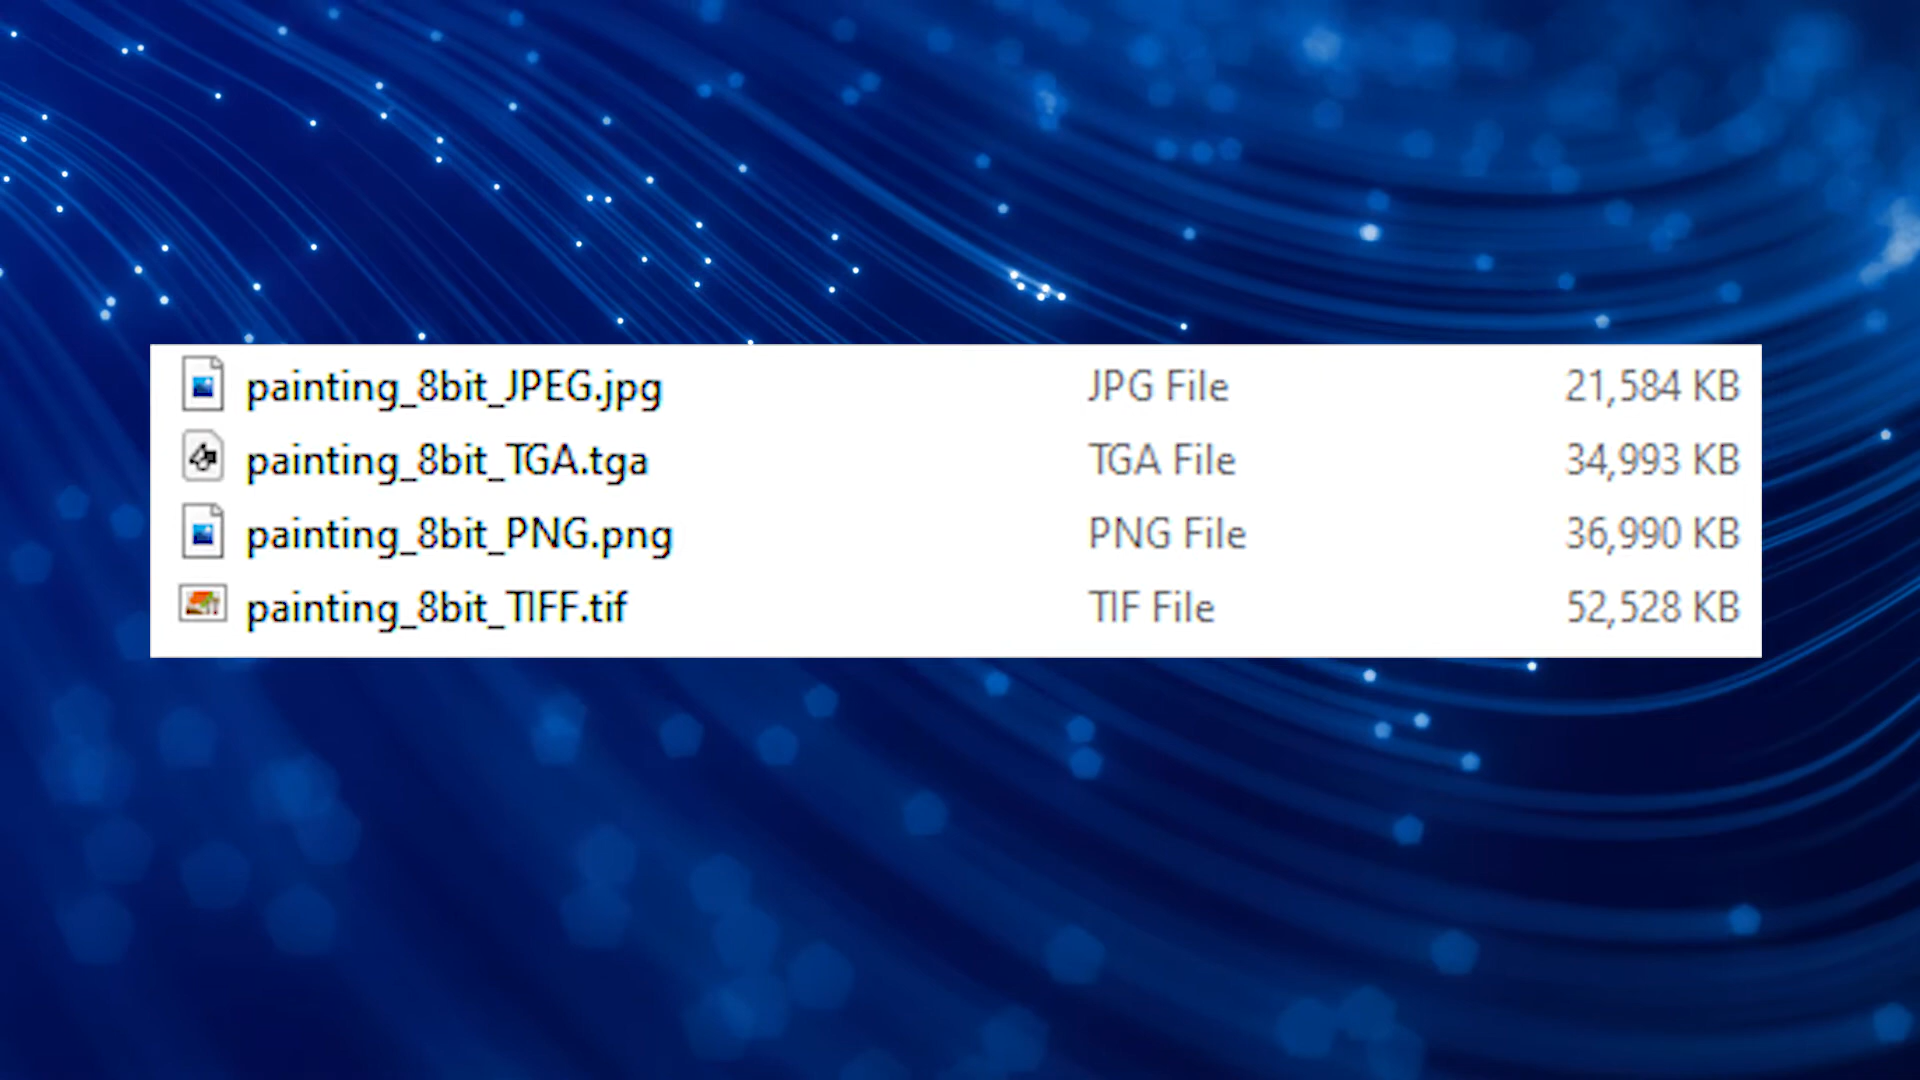 painting_8bit_JPEG.jpg JPG File 21,584 KB
painting_8bit_TGA.tga TGA File 34,993 KB
painting_8bit_PNG.png PNG File 36,990 KB
painting_8bit_TIFF.tif TIF File 52,528 KB